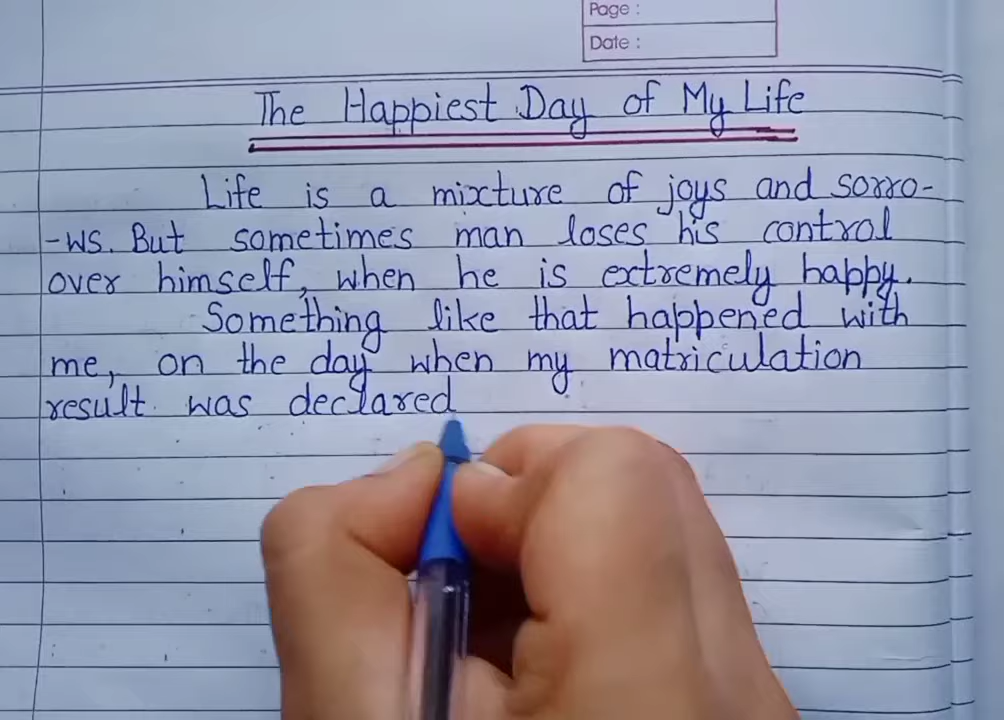 Page :
Date :
The Happiest Day of My Life
Life is a mixture of joys and sorro-
-ws. But sometimes man loses his control
over himself, when he is extremely happy.
Something like that happened with
me, on the day when my matriculation
result was declared